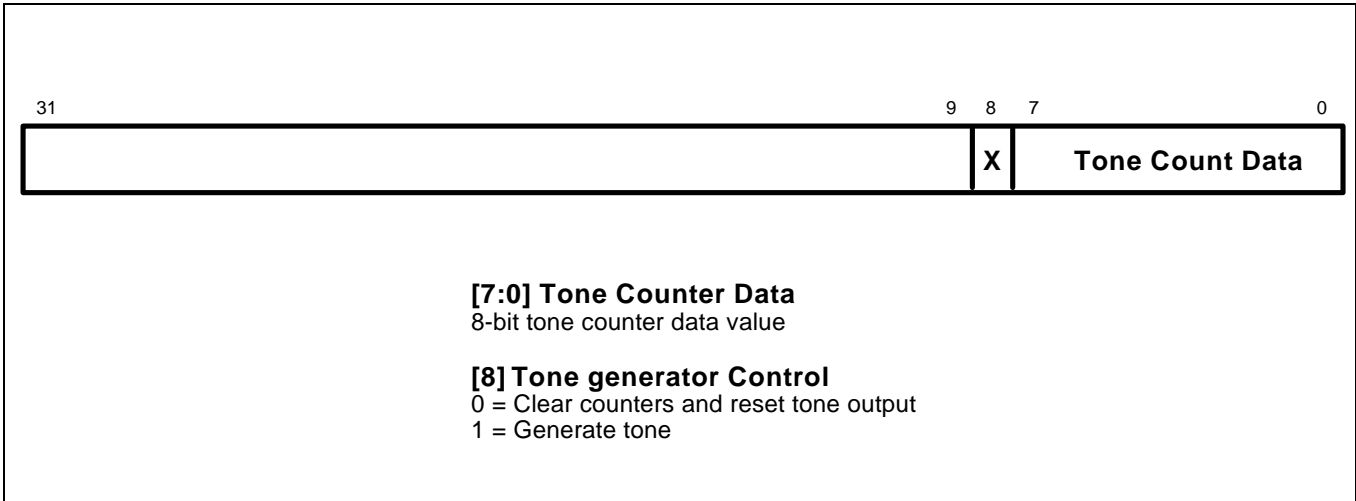 31 9 8 7 0
X Tone Count Data
[7:0] Tone Counter Data
8-bit tone counter data value
[8] Tone generator Control
0 = Clear counters and reset tone output
1 = Generate tone